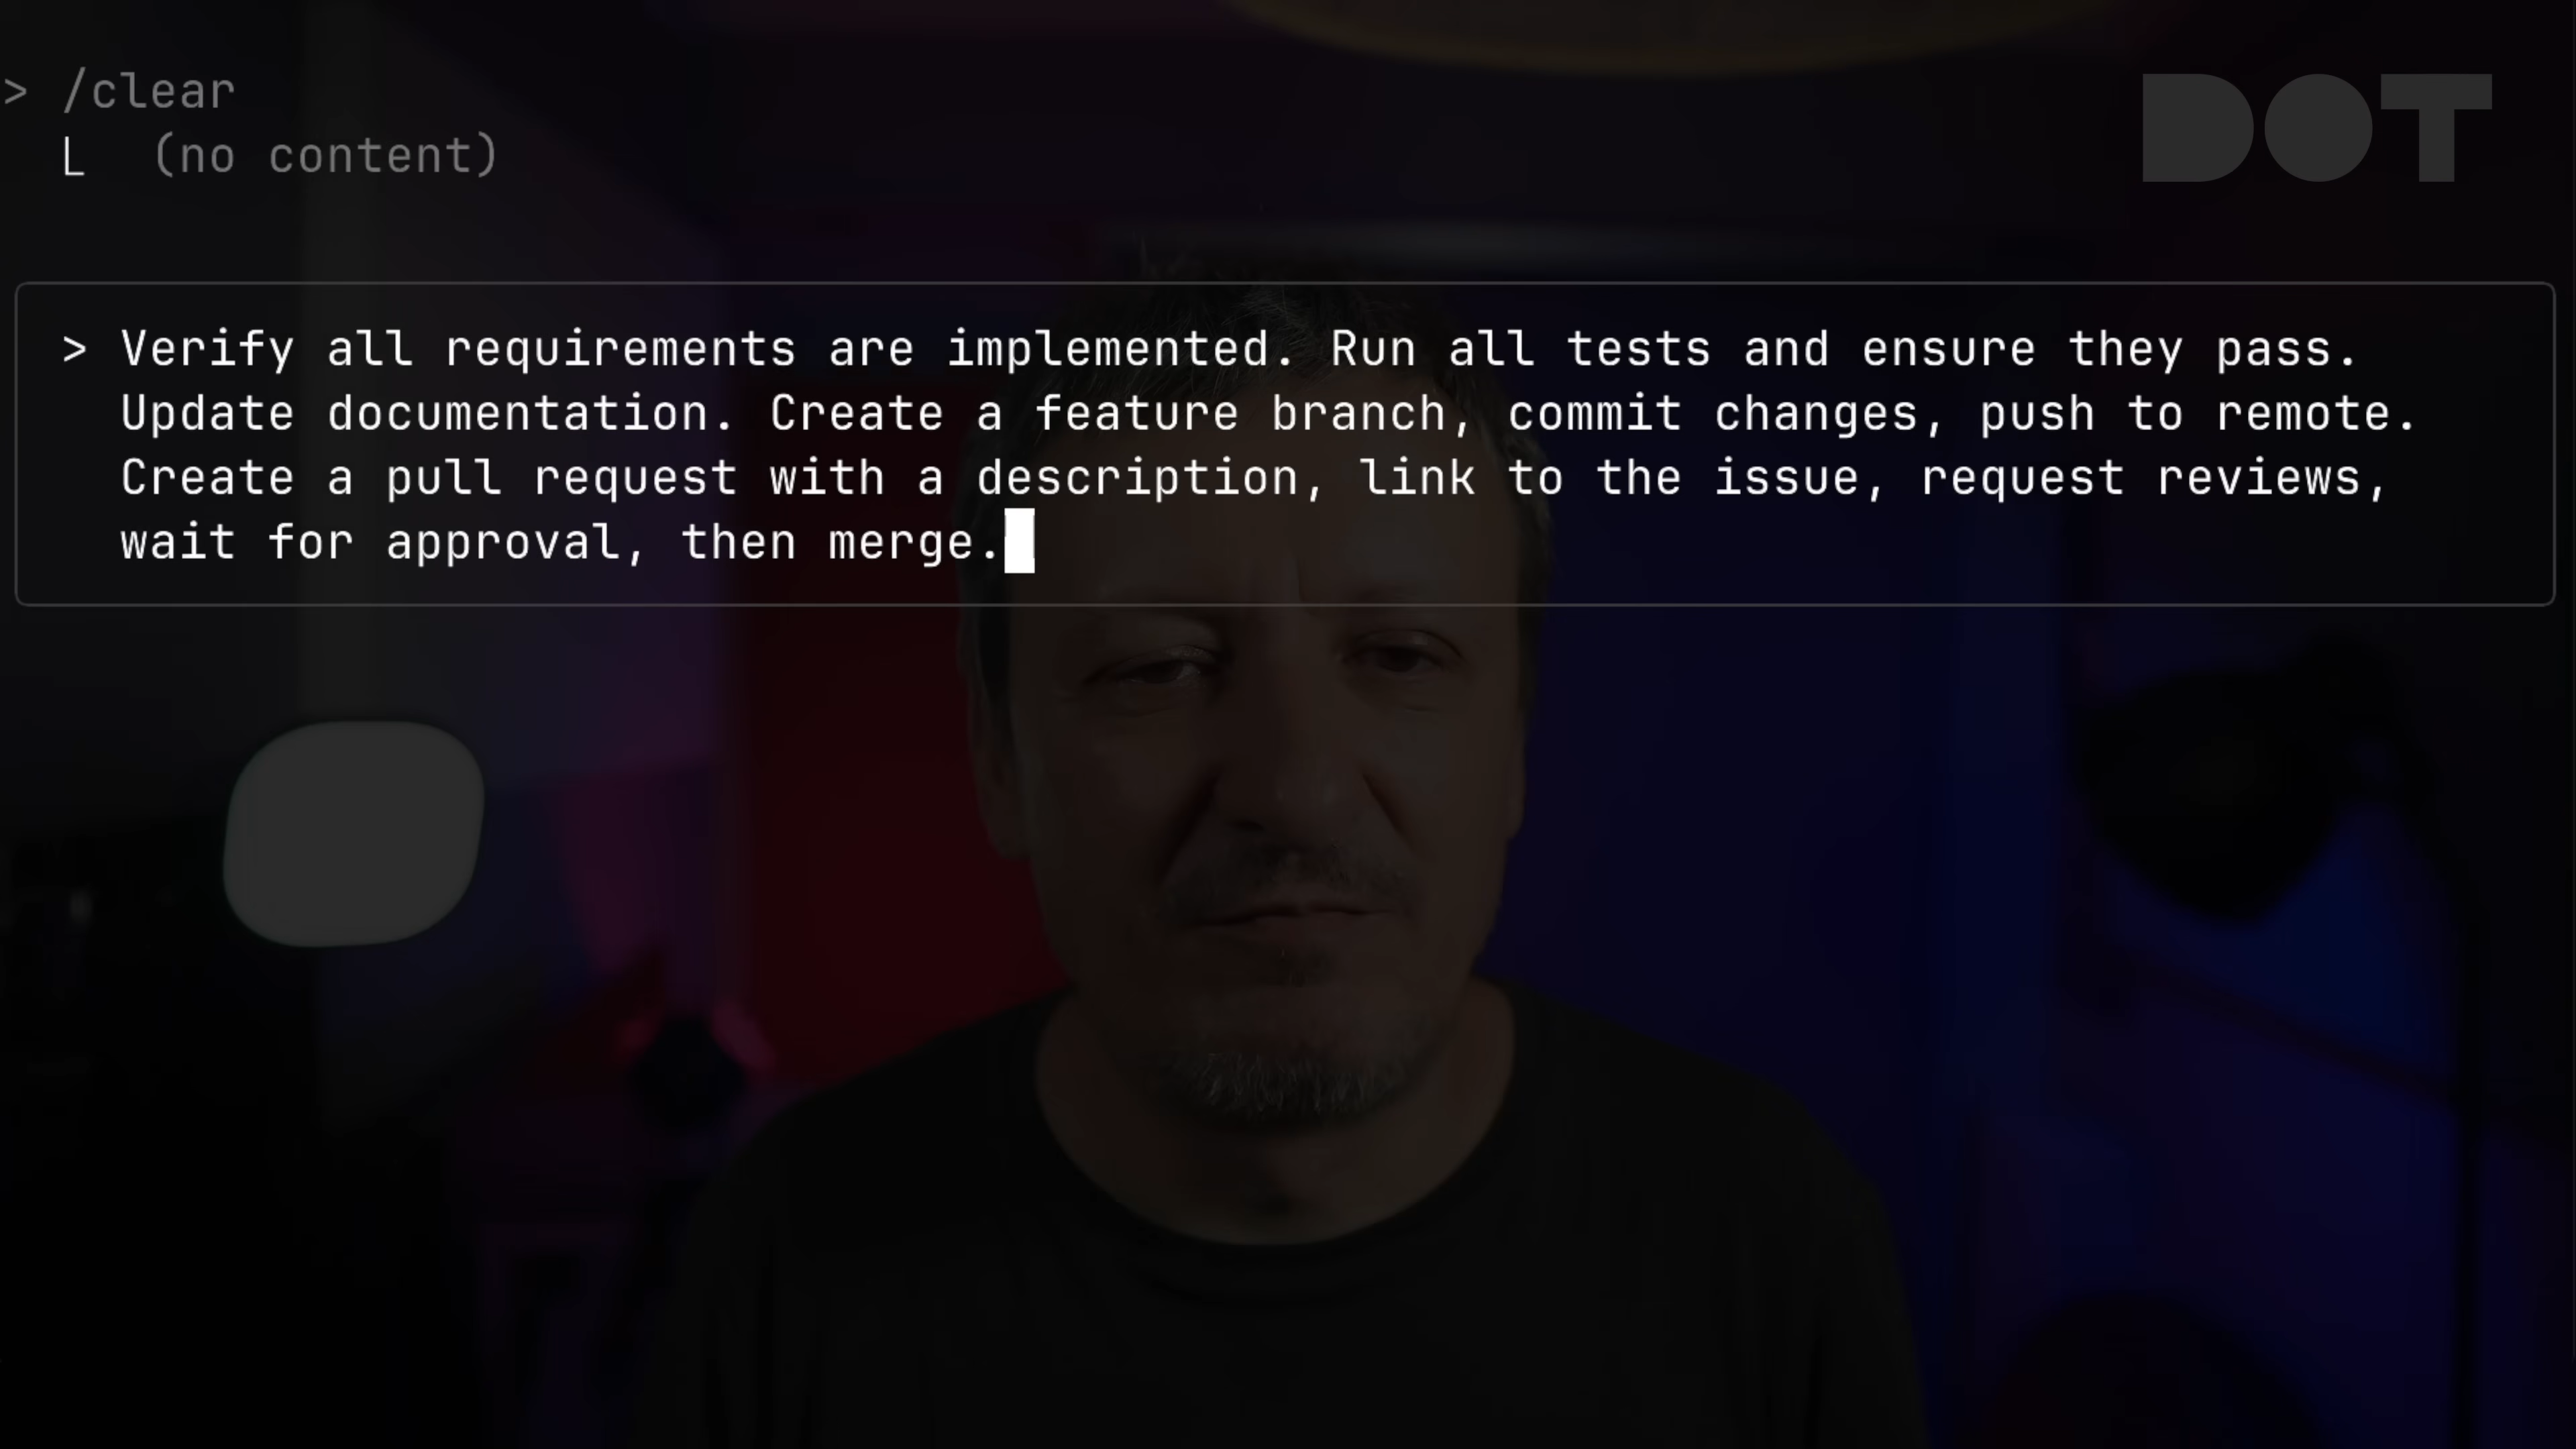 > /clear
L (no content)
DOT
> Verify all requirements are implemented. Run all tests and ensure they pass.
Update documentation. Create a feature branch, commit changes, push to remote.
Create a pull request with a description, link to the issue, request reviews,
wait for approval, then merge.